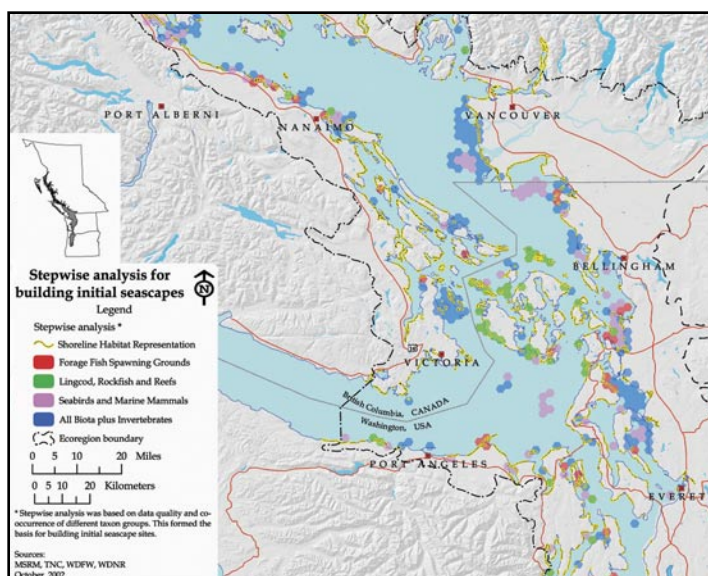 PORT ALBERNI
NANAIMO
VANCOUVER
BELLINGHAM
VICTORIA
British Columbia, CANADA
Washington, USA
PORT ANGELES
EVERET
N
Stepwise analysis for
building initial seascapes
Legend
Stepwise analysis *
Shoreline Habitat Representation
Forage Fish Spawning Grounds
Lingcod, Rockfish and Reefs
Seabirds and Marine Mammals
All Biota plus Invertebrates
Ecoregion boundary
0 5 10 20 Miles
0 5 10 20 Kilometers
* Stepwise analysis was based on data quality and co-
occurrence of different taxon groups. This formed the
basis for building initial seascape sites.
Sources:
MSRM, TNC, WDFW, WDNR
October, 2002